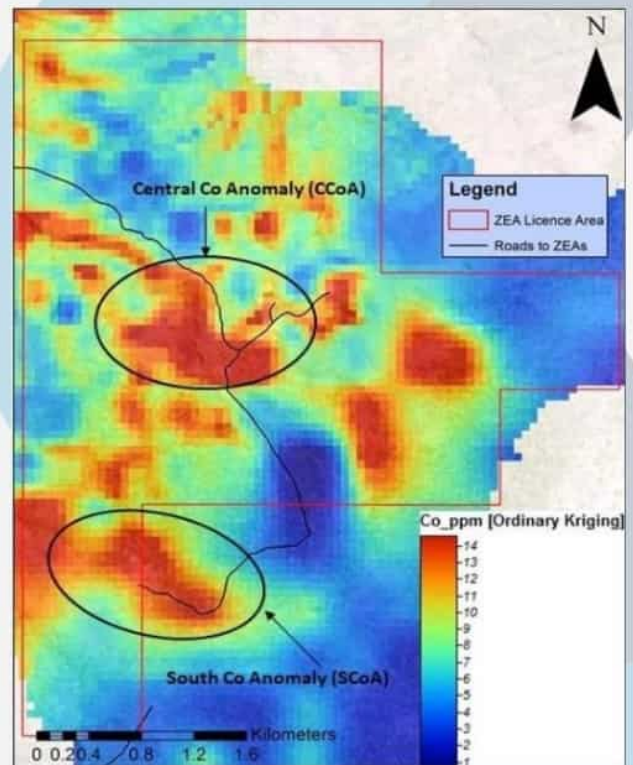 N
Central Co Anomaly (CCoA)
Legend
ZEA Licence Area
Roads to ZEAs
Co_ppm [Ordinary Kriging]
14
13
12
11
10
9
8
7
6
5
4
3
2
1
South Co Anomaly (SCoA)
Kilometers
0 0.20.4 0.8 1.2 1.6